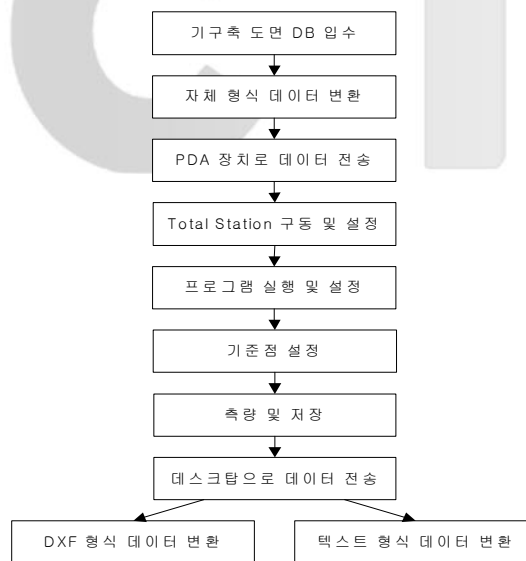 기구축 도면 DB 입수
자체 형식 데이터 변환
PDA 장치로 데이터 전송
Total Station 구동 및 설정
프로그램 실행 및 설정
기준점 설정
측량 및 저장
데스크탑으로 데이터 전송
DXF 형식 데이터 변환
텍스트 형식 데이터 변환